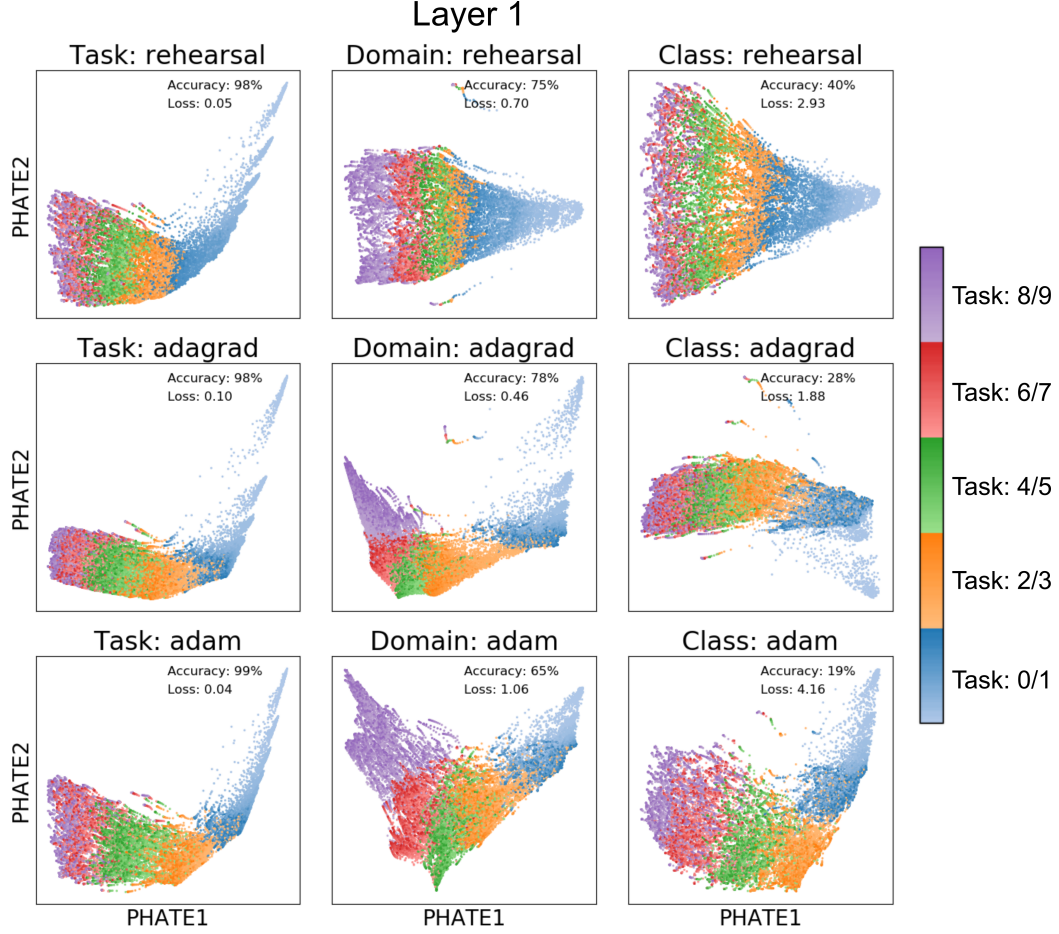 Layer 1
Task: rehearsal
Domain: rehearsal
Class: rehearsal
Accuracy: 98%
Loss: 0.05
Accuracy: 75%
Loss: 0.70
Accuracy: 40%
Loss: 2.93
PHATE2
Task: adagrad
Domain: adagrad
Class: adagrad
Accuracy: 98%
Loss: 0.10
Accuracy: 78%
Loss: 0.46
Accuracy: 28%
Loss: 1.88
PHATE2
Task: adam
Domain: adam
Class: adam
Accuracy: 99%
Loss: 0.04
Accuracy: 65%
Loss: 1.06
Accuracy: 19%
Loss: 4.16
PHATE2
PHATE1
PHATE1
PHATE1
Task: 8/9
Task: 6/7
Task: 4/5
Task: 2/3
Task: 0/1